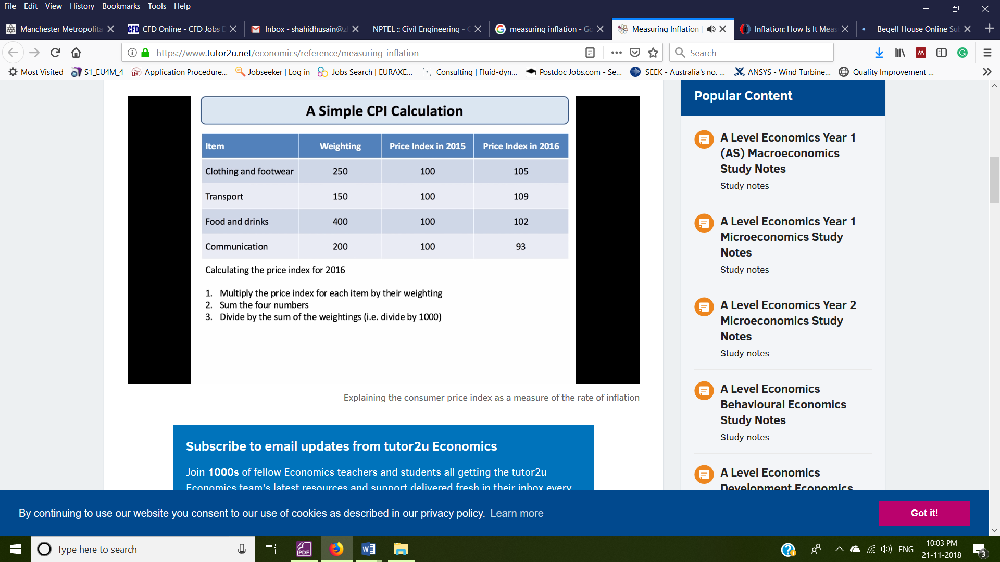 File Edit View History Bookmarks Tools Help
Manchester Metropolita
CFD CFD Online - CFD Jobs D
Inbox - shahidhusain@z
NPTEL :: Civil Engineering - C
measuring inflation - Go
Measuring Inflation
Inflation: How Is It Meas
Begell House Online Sub
https://www.tutor2u.net/economics/reference/measuring-inflation
Search
Most Visited S1_EU4M_4 Application Procedure... Jobseeker | Log in Jobs Search | EURAXE... Consulting | Fluid-dyn... Postdoc Jobs.com - Se... SEEK - Australia's no. ... ANSYS - Wind Turbine... Quality Improvement ...
A Simple CPI Calculation
Item Weighting Price Index in 2015 Price Index in 2016
Clothing and footwear 250 100 105
Transport 150 100 109
Food and drinks 400 100 102
Communication 200 100 93
Calculating the price index for 2016
1. Multiply the price index for each item by their weighting
2. Sum the four numbers
3. Divide by the sum of the weightings (i.e. divide by 1000)
Explaining the consumer price index as a measure of the rate of inflation
Subscribe to email updates from tutor2u Economics
Join 1000s of fellow Economics teachers and students all getting the tutor2u
Economics team's latest resources and support delivered fresh in their inbox every
Popular Content
A Level Economics Year 1
(AS) Macroeconomics
Study Notes
Study notes
A Level Economics Year 1
Microeconomics Study
Notes
Study notes
A Level Economics Year 2
Microeconomics Study
Notes
Study notes
A Level Economics
Behavioural Economics
Study Notes
Study notes
A Level Economics
Development Economics
By continuing to use our website you consent to our use of cookies as described in our privacy policy. Learn more
Got it!
Type here to search
PDF
ENG
10:03 PM
21-11-2018
3